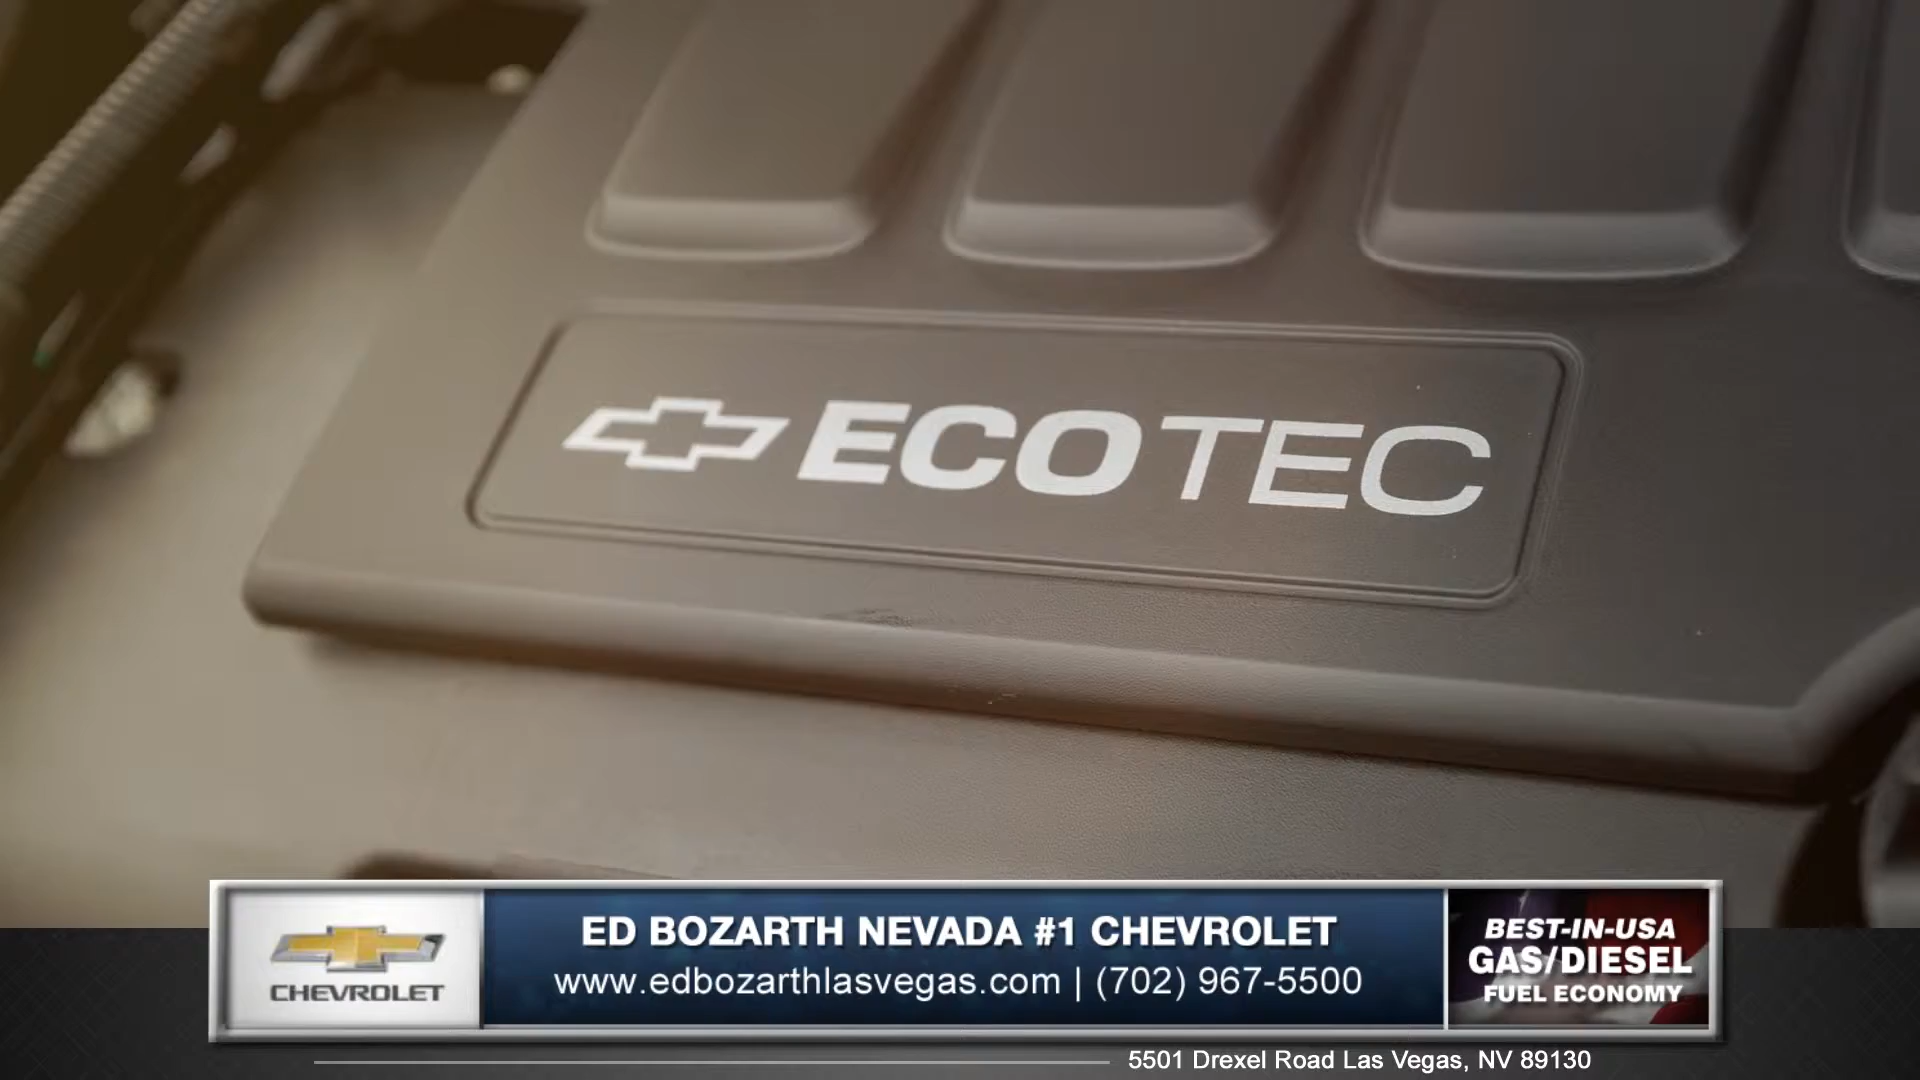 ECOTEC
CHEVROLET
ED BOZARTH NEVADA #1 CHEVROLET
www.edbozarthlasvegas.com | (702) 967-5500
BEST-IN-USA
GAS/DIESEL
FUEL ECONOMY
5501 Drexel Road Las Vegas, NV 89130